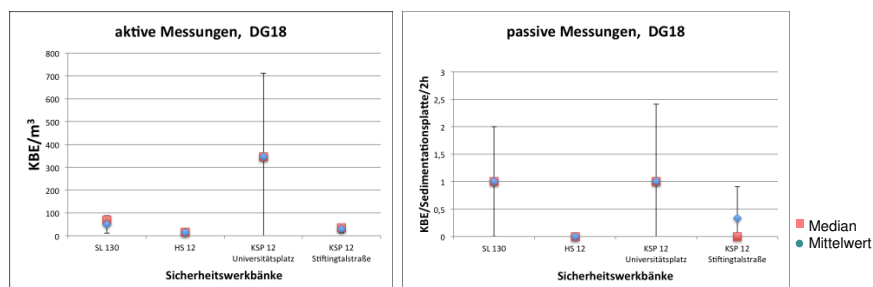 aktive Messungen, DG18
KBE/m³
800
700
600
500
400
300
200
100
0
SL 130
HS 12
KSP 12
Universitätsplatz
KSP 12
Stiftingtalstraße
Sicherheitswerkbänke
passive Messungen, DG18
KBE/Sedimentationsplatte/2h
3
2,5
2
1,5
1
0,5
0
SL 130
HS 12
KSP 12
Universitätsplatz
KSP 12
Stiftingtalstraße
Sicherheitswerkbänke
Median
Mittelwert